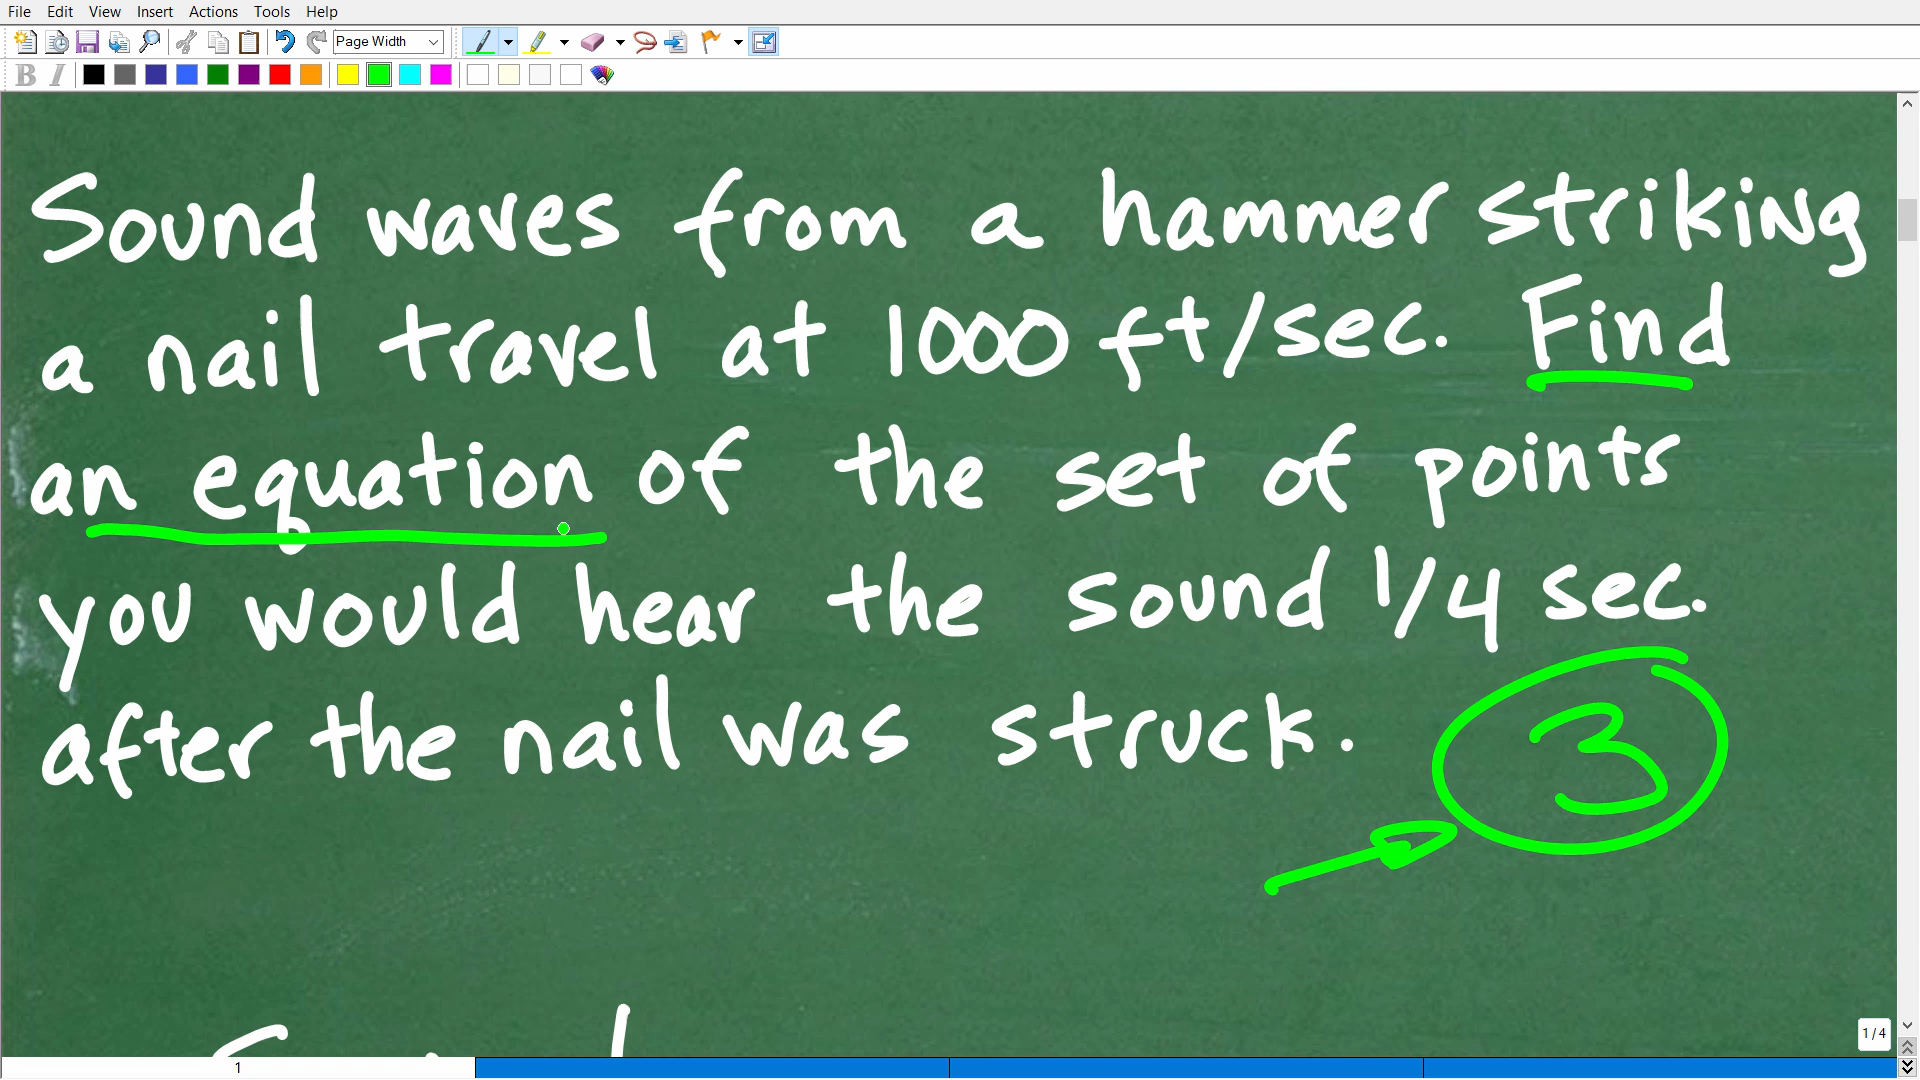 File Edit View Insert Actions Tools Help
Page Width
B I
Sound waves from a hammer striking
a nail travel at 1000 ft/sec. Find
an equation of the set of points
you would hear the sound 1/4 sec.
after the nail was struck.
3
1/4
1